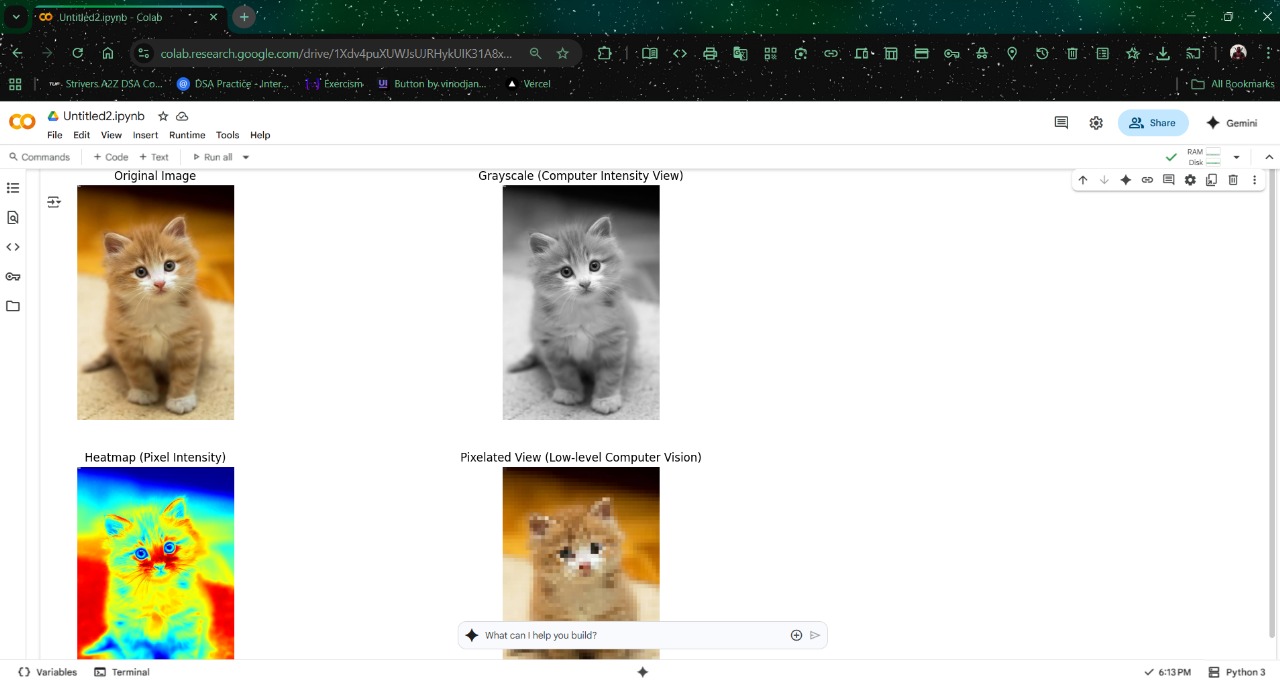 Untitled2.ipynb - Colab
colab.research.google.com/drive/1Xdv4puXUWJsUJRHykUIK31A8x...
Strivers A2Z DSA Co...
DSA Practice - Inter...
Exercism
Button by vinodjan...
Vercel
All Bookmarks
Untitled2.ipynb
File Edit View Insert Runtime Tools Help
Share
Gemini
Commands + Code + Text Run all
RAM
Disk
Original Image
Grayscale (Computer Intensity View)
Heatmap (Pixel Intensity)
Pixelated View (Low-level Computer Vision)
What can I help you build?
Variables Terminal
6:13 PM
Python 3